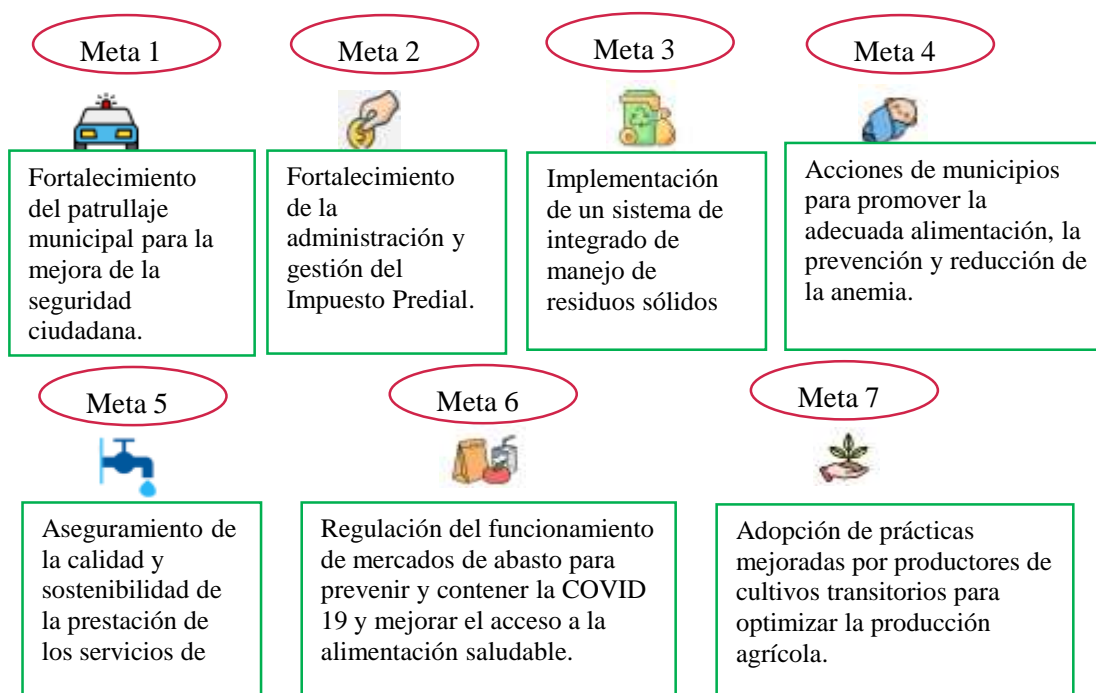 Meta 1
Meta 2
Meta 3
Meta 4
Fortalecimiento
del patrullaje
municipal para la
mejora de la
seguridad
ciudadana.
Fortalecimiento
de la
administración y
gestión del
Impuesto Predial.
Implementación
de un sistema de
integrado de
manejo de
residuos sólidos
Acciones de municipios
para promover la
adecuada alimentación, la
prevención y reducción de
la anemia.
Meta 5
Meta 6
Meta 7
Aseguramiento de
la calidad y
sostenibilidad de
la prestación de
los servicios de
Regulación del funcionamiento
de mercados de abasto para
prevenir y contener la COVID
19 y mejorar el acceso a la
alimentación saludable.
Adopción de prácticas
mejoradas por productores de
cultivos transitorios para
optimizar la producción
agrícola.